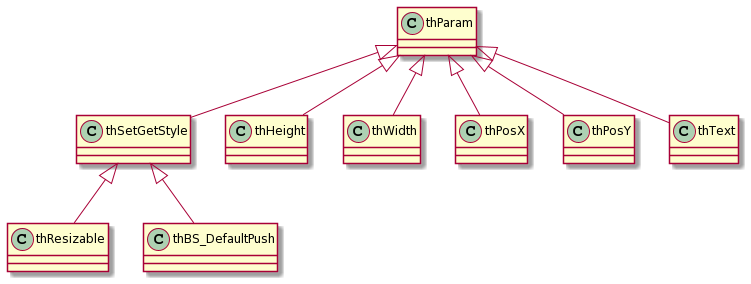 C thParam
C thSetGetStyle
C thHeight
C thWidth
C thPosX
C thPosY
C thText
C thResizable
C thBS_DefaultPush